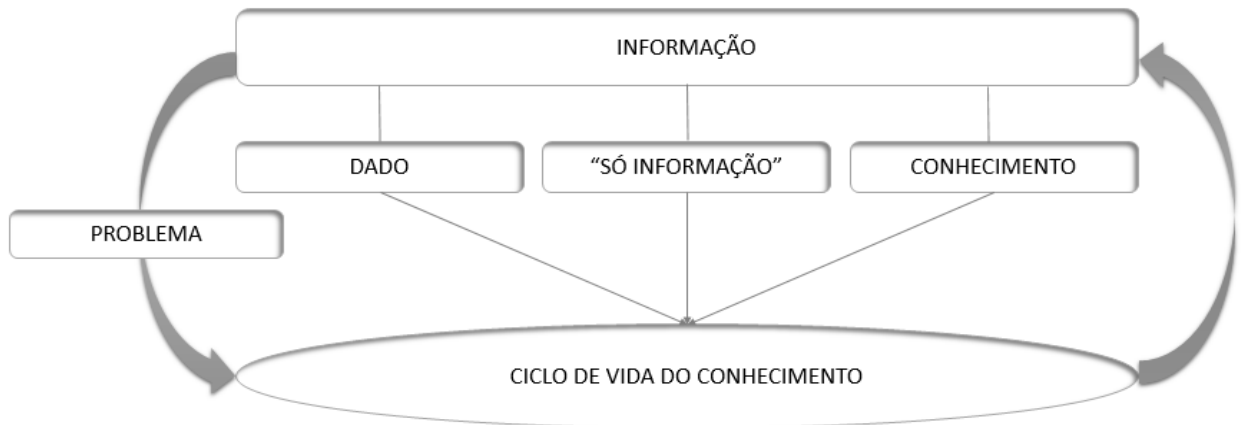 INFORMAÇÃO
DADO
“SÓ INFORMAÇÃO”
CONHECIMENTO
PROBLEMA
CICLO DE VIDA DO CONHECIMENTO